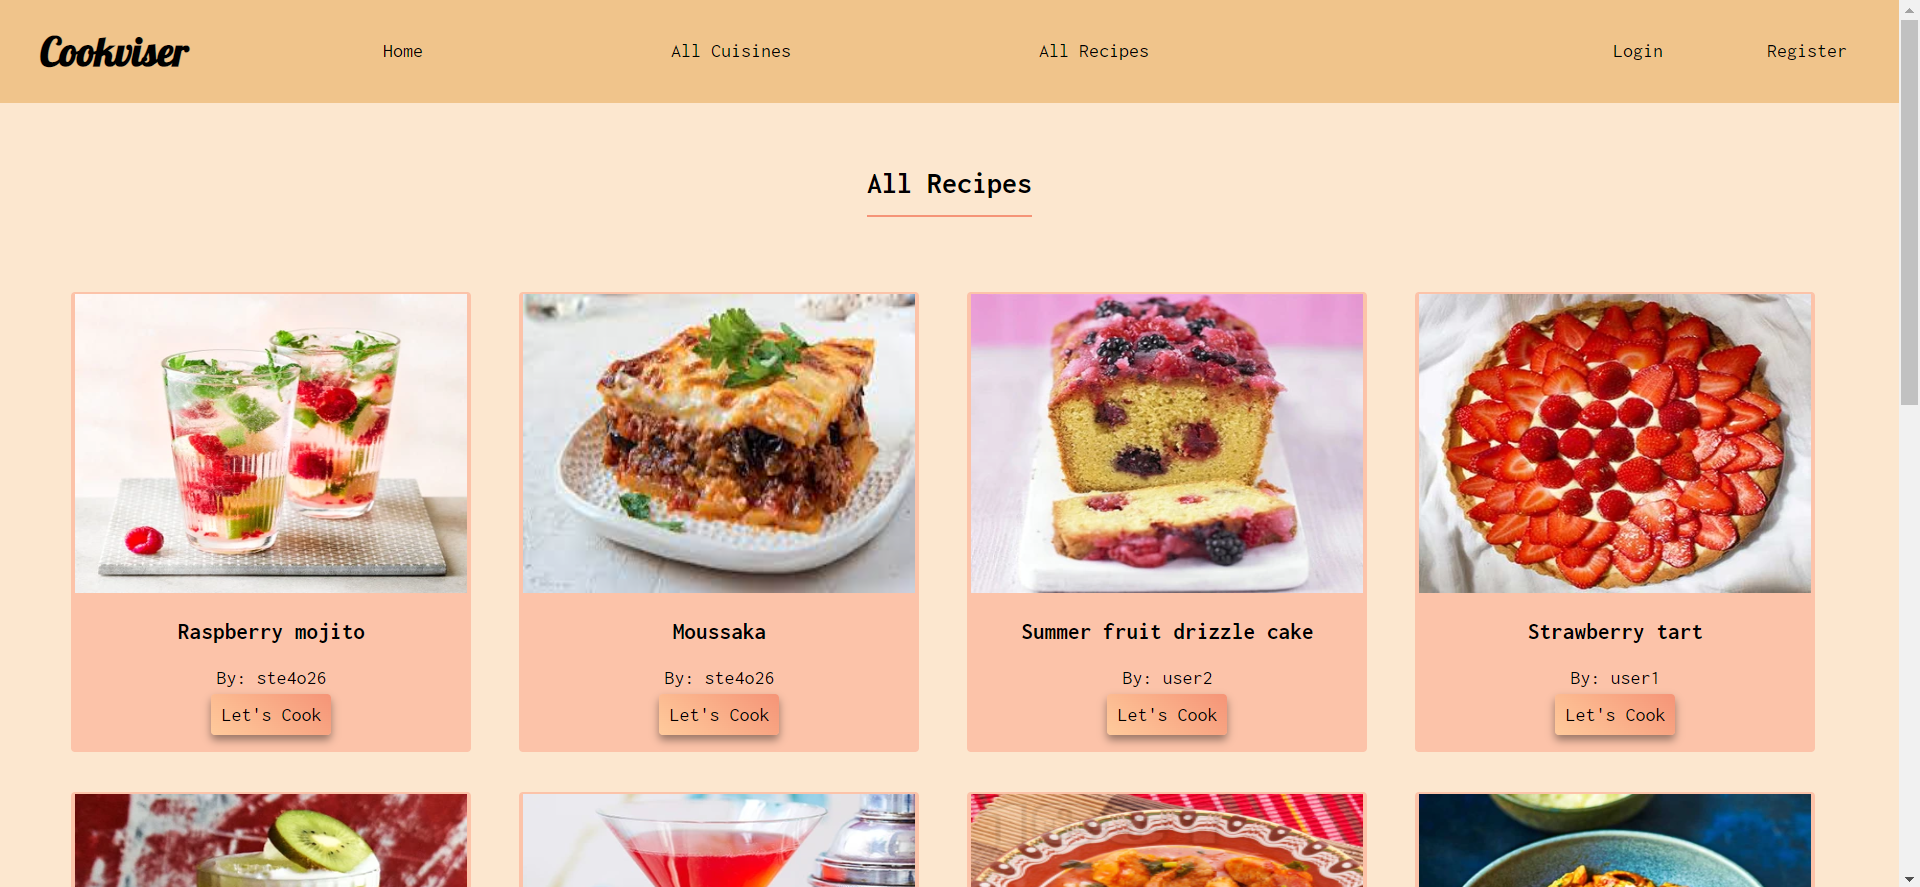 Cookviser
Home
All Cuisines
All Recipes
Login
Register
All Recipes
Raspberry mojito
By: ste4o26
Let's Cook
Moussaka
By: ste4o26
Let's Cook
Summer fruit drizzle cake
By: user2
Let's Cook
Strawberry tart
By: user1
Let's Cook